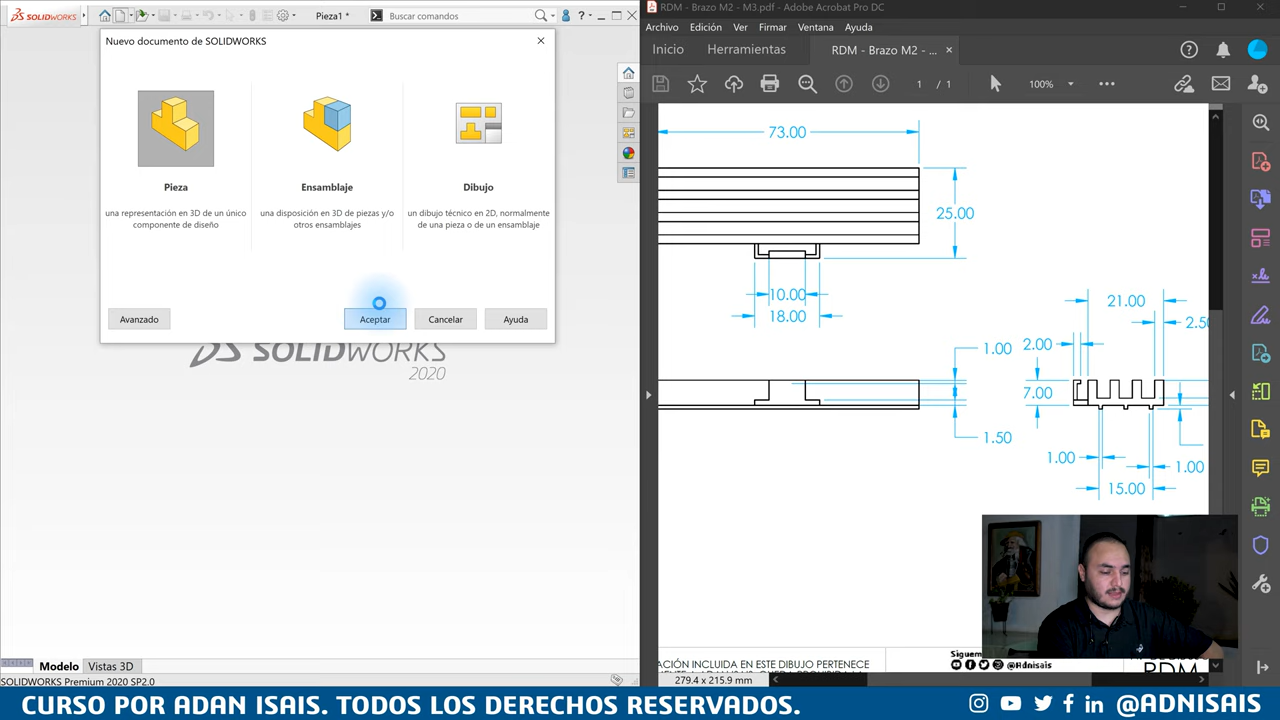 SOLIDWORKS
Pieza1 *
Buscar comandos
Nuevo documento de SOLIDWORKS
Pieza
Ensamblaje
Dibujo
una representación en 3D de un único
componente de diseño
una disposición en 3D de piezas y/o
otros ensamblajes
un dibujo técnico en 2D, normalmente
de una pieza o de un ensamblaje
Avanzado
Aceptar
Cancelar
Ayuda
SOLIDWORKS
2020
Modelo
Vistas 3D
SOLIDWORKS Premium 2020 SP2.0
RDM - Brazo M2 - M3.pdf - Adobe Acrobat Pro DC
Archivo Edición Ver Firmar Ventana Ayuda
Inicio
Herramientas
RDM - Brazo M2 - ...
1 / 1
100%
73.00
25.00
10.00
18.00
21.00
2.50
1.00
2.00
7.00
1.50
1.00
1.00
15.00
ACIÓN INCLUIDA EN ESTE DIBUJO PERTENECE
@Adnisais
RDM
279.4 x 215.9 mm
CURSO POR ADAN ISAIS. TODOS LOS DERECHOS RESERVADOS.
@ADNISAIS